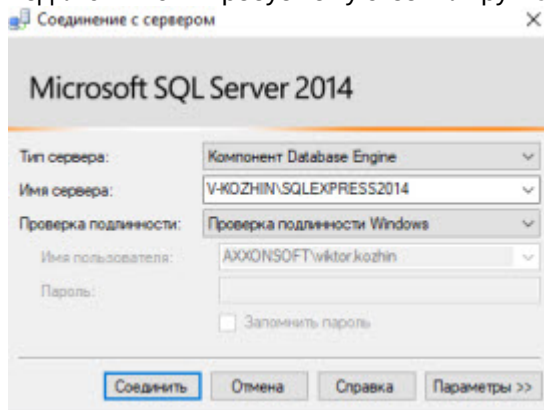 Соединение с сервером
Microsoft SQL Server 2014
Тип сервера: Компонент Database Engine
Имя сервера: V-KOZHIN\SQLEXPRESS2014
Проверка подлинности: Проверка подлинности Windows
Имя пользователя: AXXONSOFT\viktor.kozhin
Пароль:
Запомнить пароль
Соединить Отмена Справка Параметры >>